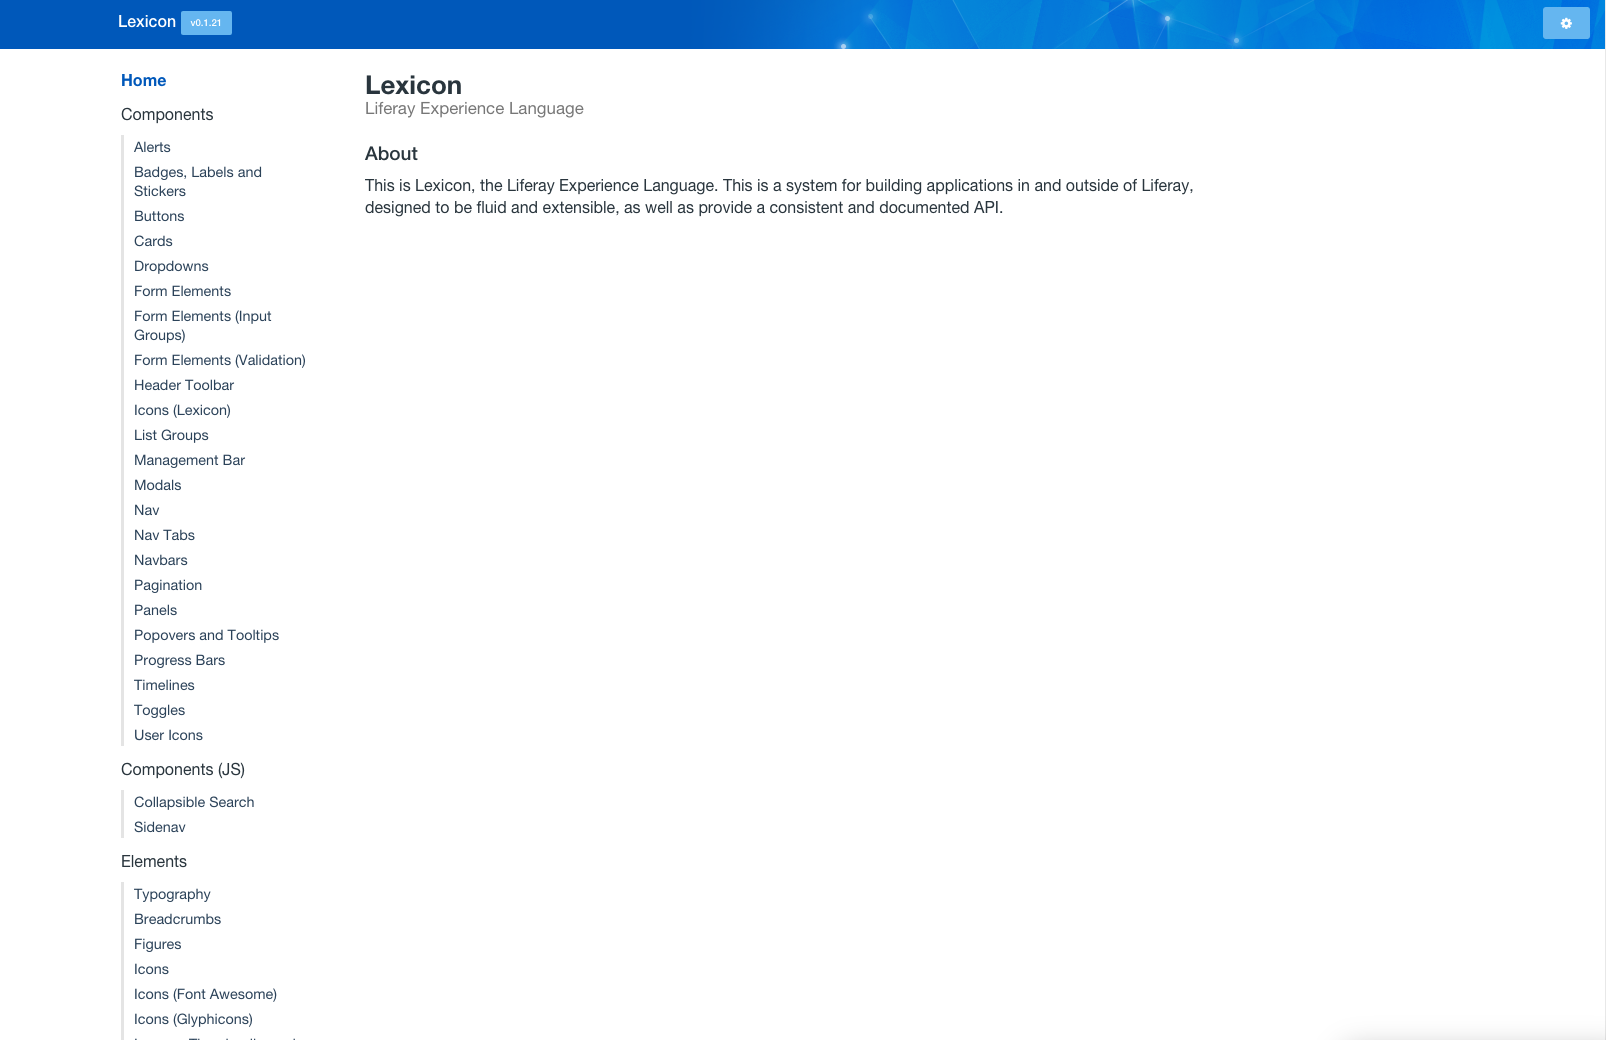 Lexicon v0.1.21
Home
Components
Alerts
Badges, Labels and
Stickers
Buttons
Cards
Dropdowns
Form Elements
Form Elements (Input
Groups)
Form Elements (Validation)
Header Toolbar
Icons (Lexicon)
List Groups
Management Bar
Modals
Nav
Nav Tabs
Navbars
Pagination
Panels
Popovers and Tooltips
Progress Bars
Timelines
Toggles
User Icons
Components (JS)
Collapsible Search
Sidenav
Elements
Typography
Breadcrumbs
Figures
Icons
Icons (Font Awesome)
Icons (Glyphicons)
Lexicon
Liferay Experience Language
About
This is Lexicon, the Liferay Experience Language. This is a system for building applications in and outside of Liferay,
designed to be fluid and extensible, as well as provide a consistent and documented API.